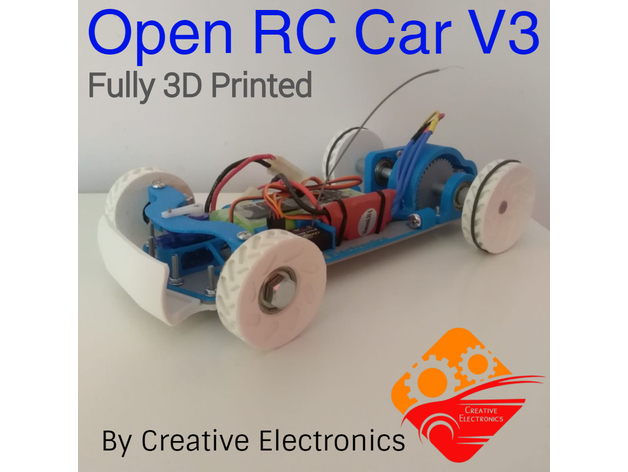 Open RC Car V3
Fully 3D Printed
CREATIVE
ELECTRONICS
By Creative Electronics